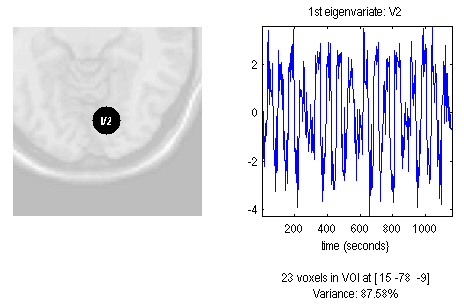 1st eigenvariate: V2
V2
2
0
-2
-4
200 400 600 800 1000
time {seconds}
23 voxels in VOI at [15 -78 -9]
Variance: 87.58%